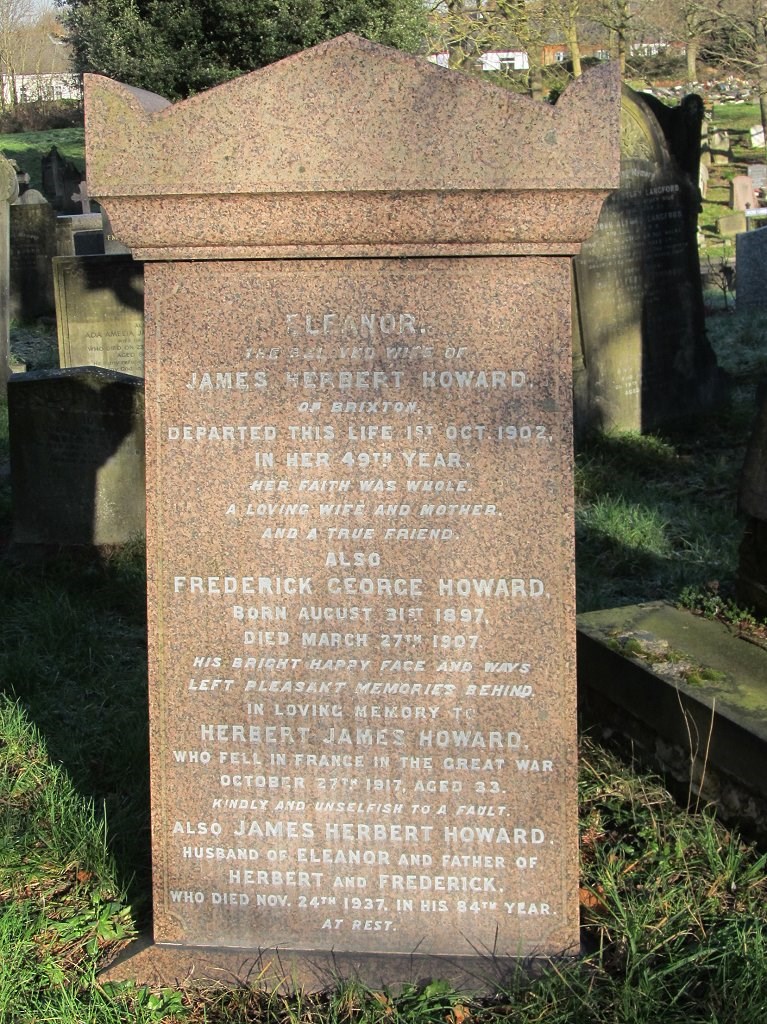 ELEANOR.
THE BELOVED WIFE OF
JAMES HERBERT HOWARD.
OF BRIXTON.
DEPARTED THIS LIFE 1ST OCT. 1902,
IN HER 49TH YEAR.
HER FAITH WAS WHOLE.
A LOVING WIFE AND MOTHER.
AND A TRUE FRIEND.
ALSO
FREDERICK GEORGE HOWARD,
BORN AUGUST 31ST 1897,
DIED MARCH 27TH 1907.
HIS BRIGHT HAPPY FACE AND WAYS
LEFT PLEASANT MEMORIES BEHIND.
IN LOVING MEMORY TO
HERBERT JAMES HOWARD.
WHO FELL IN FRANCE IN THE GREAT WAR
OCTOBER 27TH 1917, AGED 33.
KINDLY AND UNSELFISH TO A FAULT.
ALSO JAMES HERBERT HOWARD.
HUSBAND OF ELEANOR AND FATHER OF
HERBERT AND FREDERICK.
WHO DIED NOV. 24TH 1937, IN HIS 84TH YEAR.
AT REST.
LANGFORD